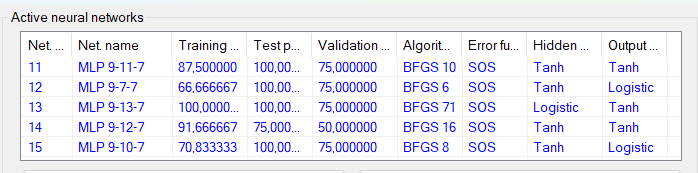 Active neural networks
Net. ... Net. name Training ... Test p... Validation ... Algorit... Error fu... Hidden ... Output ...
11 MLP 9-11-7 87,500000 100,00... 75,000000 BFGS 10 SOS Tanh Tanh
12 MLP 9-7-7 66,666667 100,00... 75,000000 BFGS 6 SOS Tanh Logistic
13 MLP 9-13-7 100,0000... 100,00... 75,000000 BFGS 71 SOS Logistic Tanh
14 MLP 9-12-7 91,666667 75,000... 50,000000 BFGS 16 SOS Tanh Tanh
15 MLP 9-10-7 70,833333 100,00... 75,000000 BFGS 8 SOS Tanh Logistic